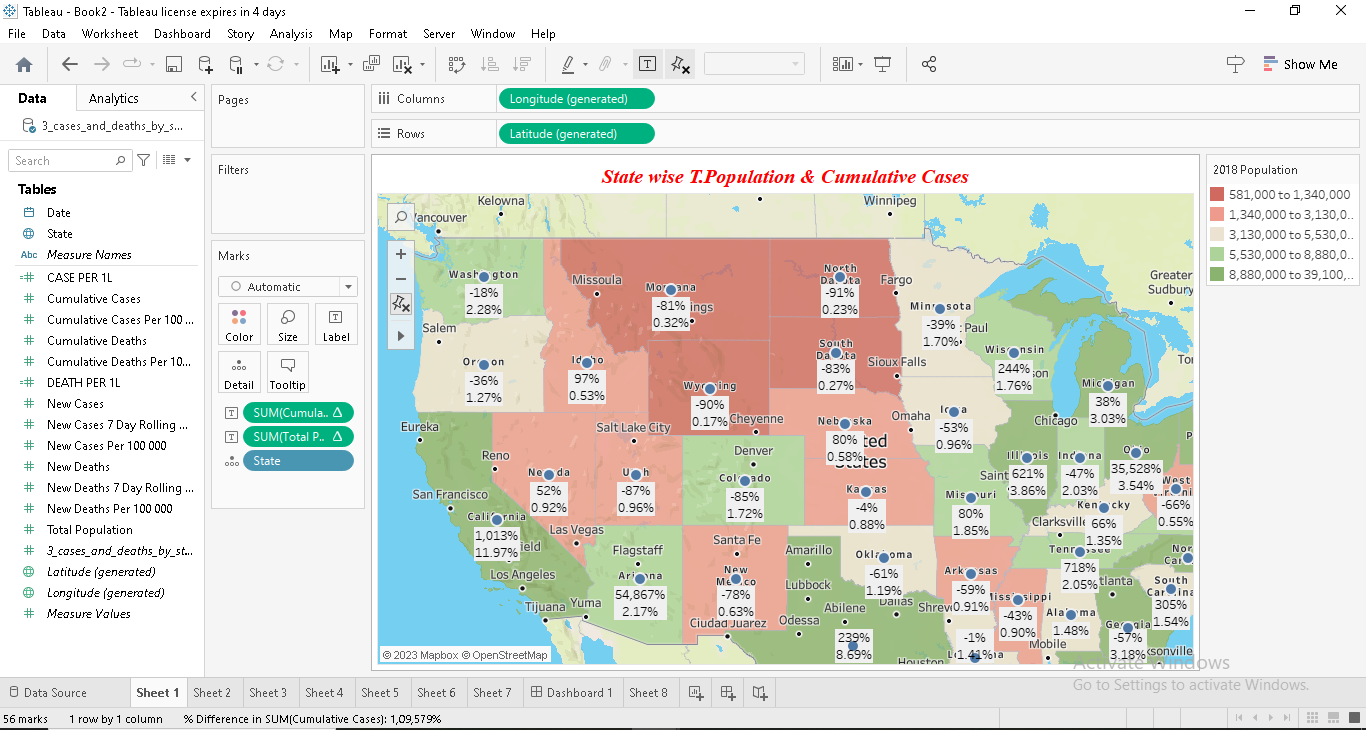 Tableau - Book2 - Tableau license expires in 4 days
File Data Worksheet Dashboard Story Analysis Map Format Server Window Help
Show Me
Data Analytics
3_cases_and_deaths_by_s...
Search
Tables
Date
State
Abc Measure Names
CASE PER 1L
Cumulative Cases
Cumulative Cases Per 100 ...
Cumulative Deaths
Cumulative Deaths Per 10...
DEATH PER 1L
New Cases
New Cases 7 Day Rolling ...
New Cases Per 100 000
New Deaths
New Deaths 7 Day Rolling ...
New Deaths Per 100 000
Total Population
3_cases_and_deaths_by_st...
Latitude (generated)
Longitude (generated)
Measure Values
Pages
Filters
Marks
Automatic
Color Size Label
Detail Tooltip
SUM(Cumula..
SUM(Total P..
State
Columns Longitude (generated)
Rows Latitude (generated)
State wise T.Population & Cumulative Cases
Kelowna
Winnipeg
Vancouver
Washington
-18%
2.28%
Missoula
Montana
-81%
0.32%
ings
North
Dakota
-91%
0.23%
Fargo
Greater
Sudbury
Minnesota
-39%
1.70%
: Paul
Salem
Oregon
-36%
1.27%
Idaho
97%
0.53%
South
Dakota
-83%
0.27%
Sioux Falls
Wisconsin
244%
1.76%
on
Tor
Wyoming
-90%
0.17%
Michigan
38%
3.03%
Eureka
Salt Lake City
Cheyenne
Nebraska
80%
0.58%
ted
States
Omaha
Iowa
-53%
0.96%
Chicago
P
Reno
Denver
Nevada
52%
0.92%
Utah
-87%
0.96%
Colorado
-85%
1.72%
Kansas
-4%
0.88%
Saint
Illinois
621%
3.86%
Indiana
-47%
2.03%
Ohio
35,528%
3.54%
West
Virginia
-66%
0.55%
San Francisco
Missouri
80%
1.85%
California
1,013%
11.97%
field
Las Vegas
Kentucky
66%
1.35%
Clarksville
Flagstaff
Santa Fe
Amarillo
Oklahoma
-61%
1.19%
Tennessee
718%
2.05%
Nor
Car
Los Angeles
Arizona
54,867%
2.17%
New
Mexico
-78%
0.63%
Lubbock
Arkansas
-59%
0.91%
tlanta
South
Carolina
305%
1.54%
Tijuana
Yuma
Ciudad Juarez
Odessa
Abilene
Dallas
Shrev
Mississippi
-43%
0.90%
Alabama
1.48%
Georgia
-57%
3.18%
239%
8.69%
-1%
1.41%
Mobile
Houston
sonville
© 2023 Mapbox © OpenStreetMap
2018 Population
581,000 to 1,340,000
1,340,000 to 3,130,0..
3,130,000 to 5,530,0..
5,530,000 to 8,880,0..
8,880,000 to 39,100,..
Activate Windows
Go to Settings to activate Windows.
Data Source Sheet 1 Sheet 2 Sheet 3 Sheet 4 Sheet 5 Sheet 6 Sheet 7 Dashboard 1 Sheet 8
56 marks 1 row by 1 column % Difference in SUM(Cumulative Cases): 1,09,579%